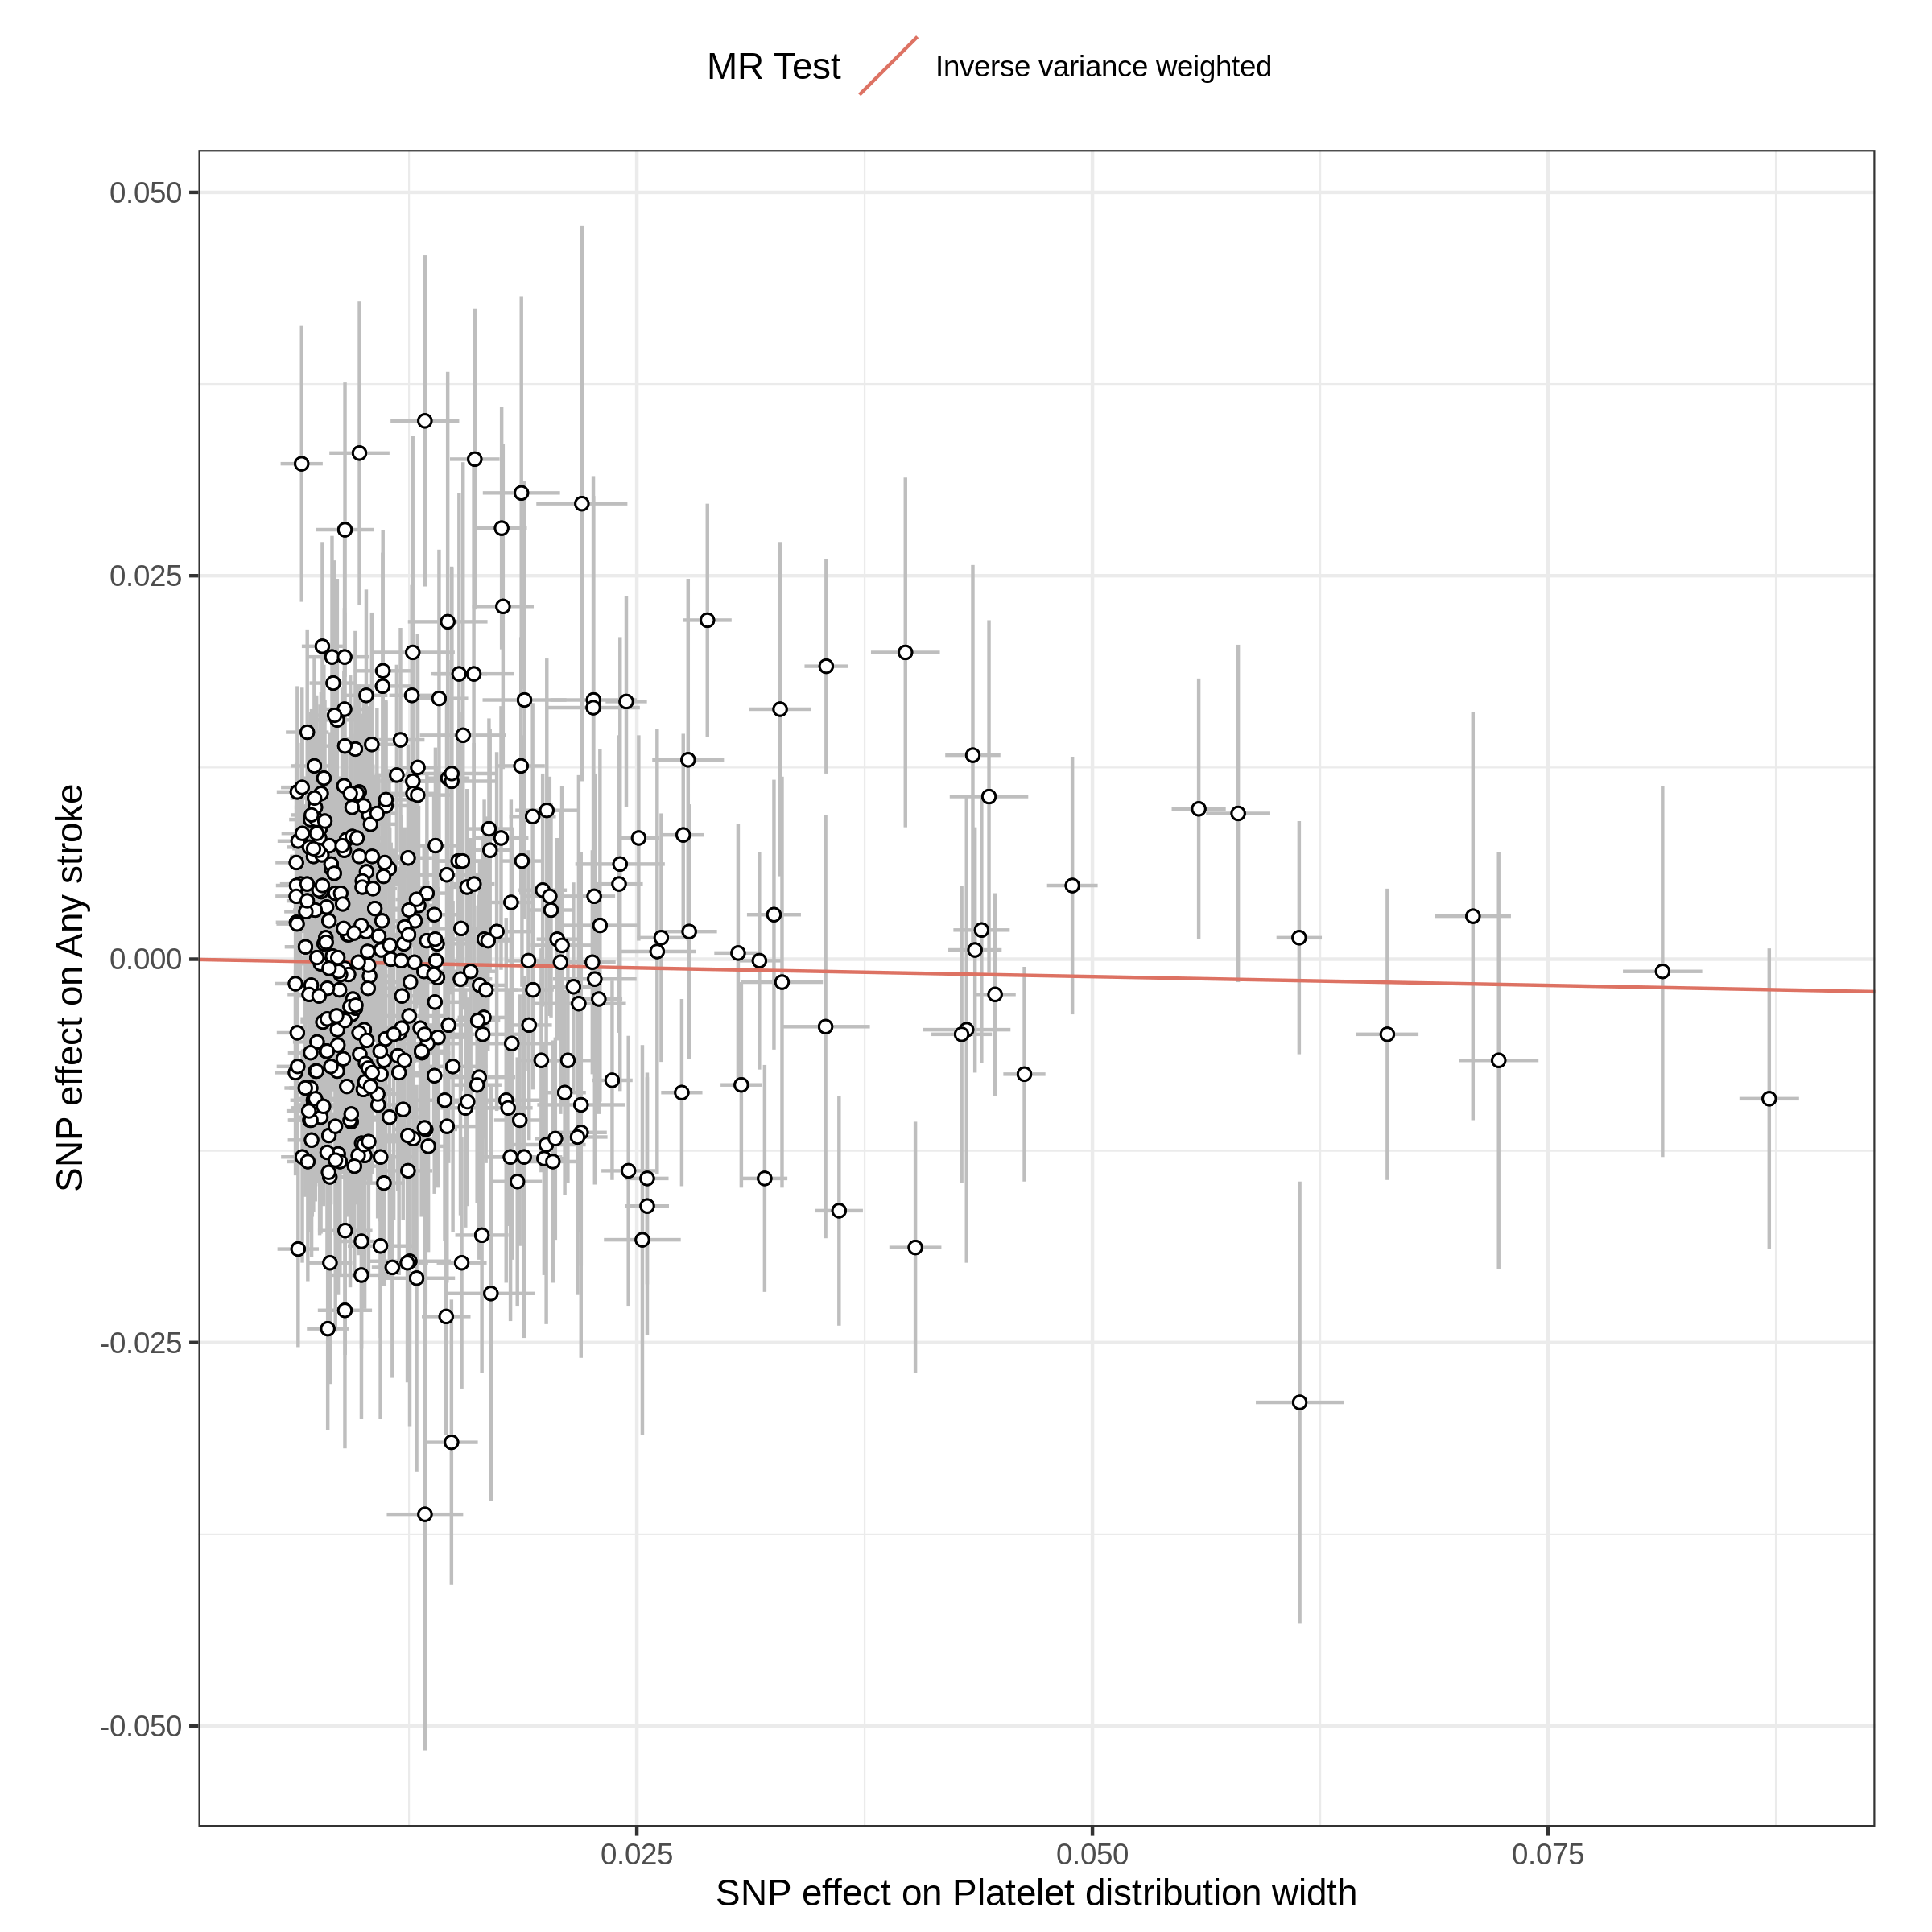 MR Test Inverse variance weighted
0.050
0.025
0.000
-0.025
-0.050
SNP effect on Any stroke
0.025 0.050 0.075
SNP effect on Platelet distribution width